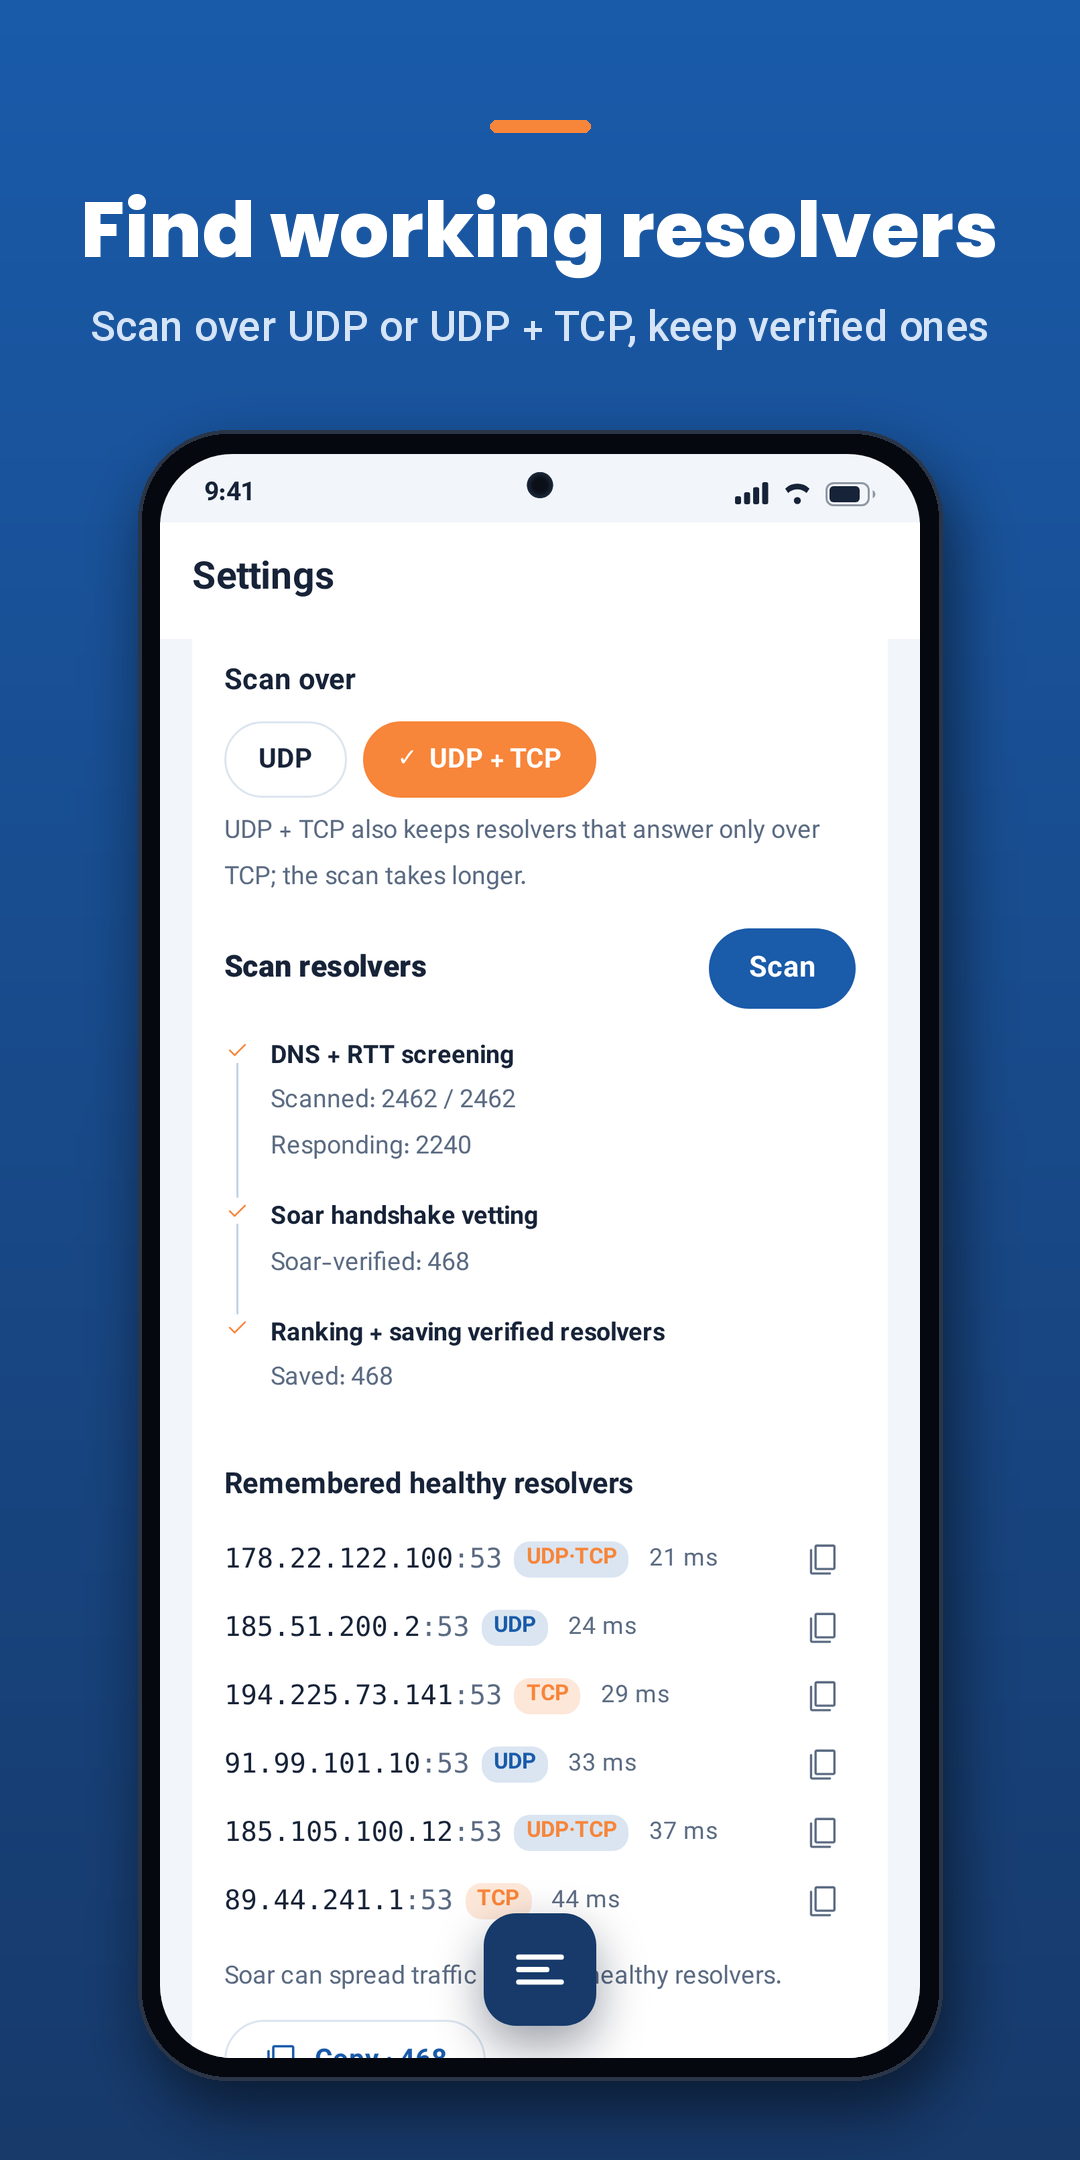 Find working resolvers
Scan over UDP or UDP + TCP, keep verified ones
9:41
Settings
Scan over
UDP
✓ UDP + TCP
UDP + TCP also keeps resolvers that answer only over
TCP; the scan takes longer.
Scan resolvers
Scan
DNS + RTT screening
Scanned: 2462 / 2462
Responding: 2240
Soar handshake vetting
Soar-verified: 468
Ranking + saving verified resolvers
Saved: 468
Remembered healthy resolvers
178.22.122.100:53 UDP·TCP 21 ms
185.51.200.2:53 UDP 24 ms
194.225.73.141:53 TCP 29 ms
91.99.101.10:53 UDP 33 ms
185.105.100.12:53 UDP·TCP 37 ms
89.44.241.1:53 TCP 44 ms
Soar can spread traffic healthy resolvers.
Copy · 468